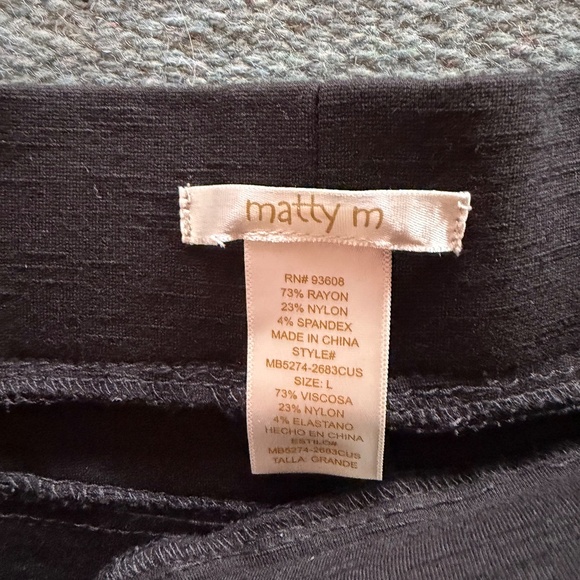 matty m
RN# 93608
73% RAYON
23% NYLON
4% SPANDEX
MADE IN CHINA
STYLE#
MB5274-2683CUS
SIZE: L
73% VISCOSA
23% NYLON
4% ELASTANO
HECHO EN CHINA
ESTILO#
MB5274-2683CUS
TALLA: GRANDE